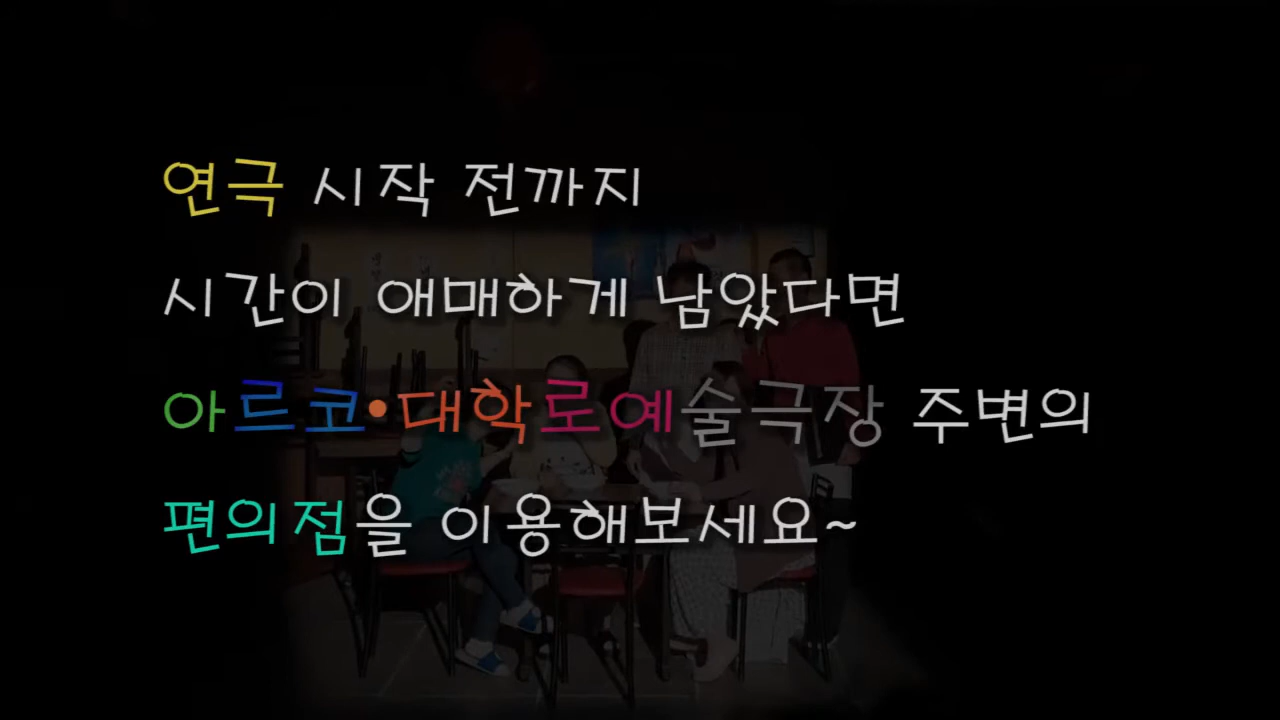 연극 시작 전까지
시간이 애매하게 남았다면
아르코•대학로예술극장 주변의
편의점을 이용해보세요~